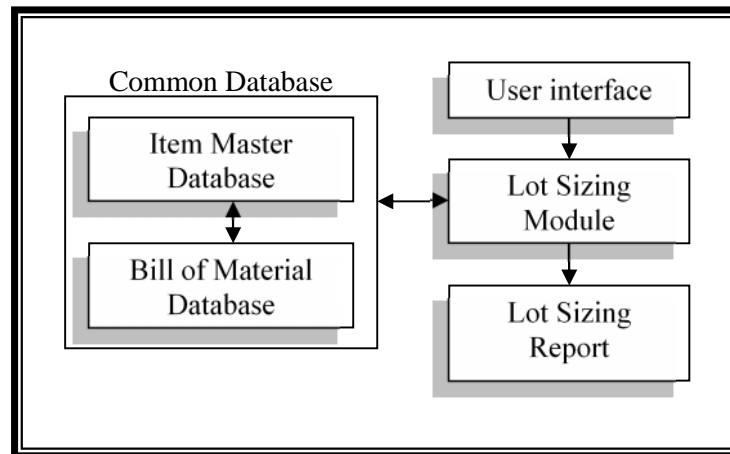 Common Database
Item Master
Database
Bill of Material
Database
User interface
Lot Sizing
Module
Lot Sizing
Report